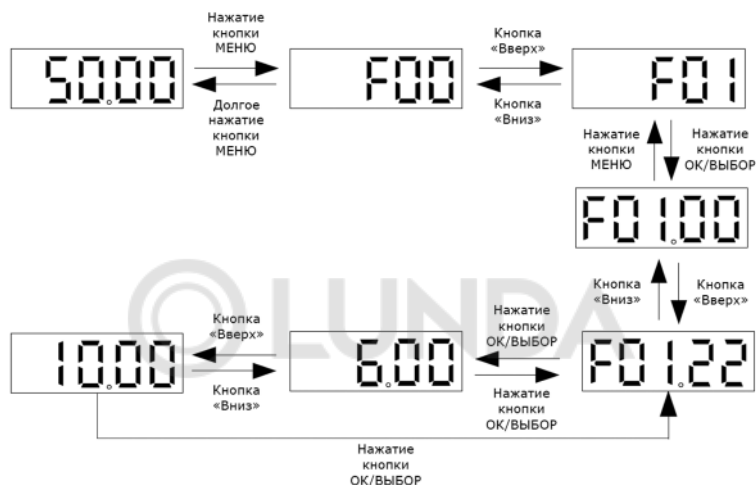 Нажатие
кнопки
МЕНЮ
Кнопка
«Вверх»
50.00
F00
F01
Долгое
нажатие
кнопки
МЕНЮ
Кнопка
«Вниз»
Нажатие
кнопки
МЕНЮ
Нажатие
кнопки
ОК/ВЫБОР
F01.00
LUNDA
Кнопка
«Вниз»
Кнопка
«Вверх»
Кнопка
«Вверх»
Нажатие
кнопки
ОК/ВЫБОР
10.00
6.00
F01.22
Кнопка
«Вниз»
Нажатие
кнопки
ОК/ВЫБОР
Нажатие
кнопки
ОК/ВЫБОР